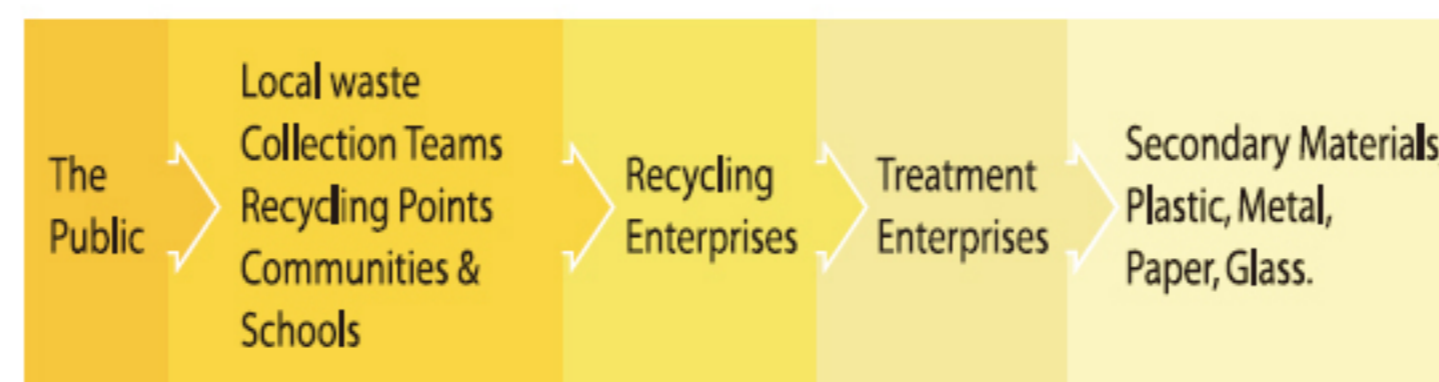 The
Public
Local waste
Collection Teams
Recycling Points
Communities &
Schools
Recycling
Enterprises
Treatment
Enterprises
Secondary Materials
Plastic, Metal,
Paper, Glass.